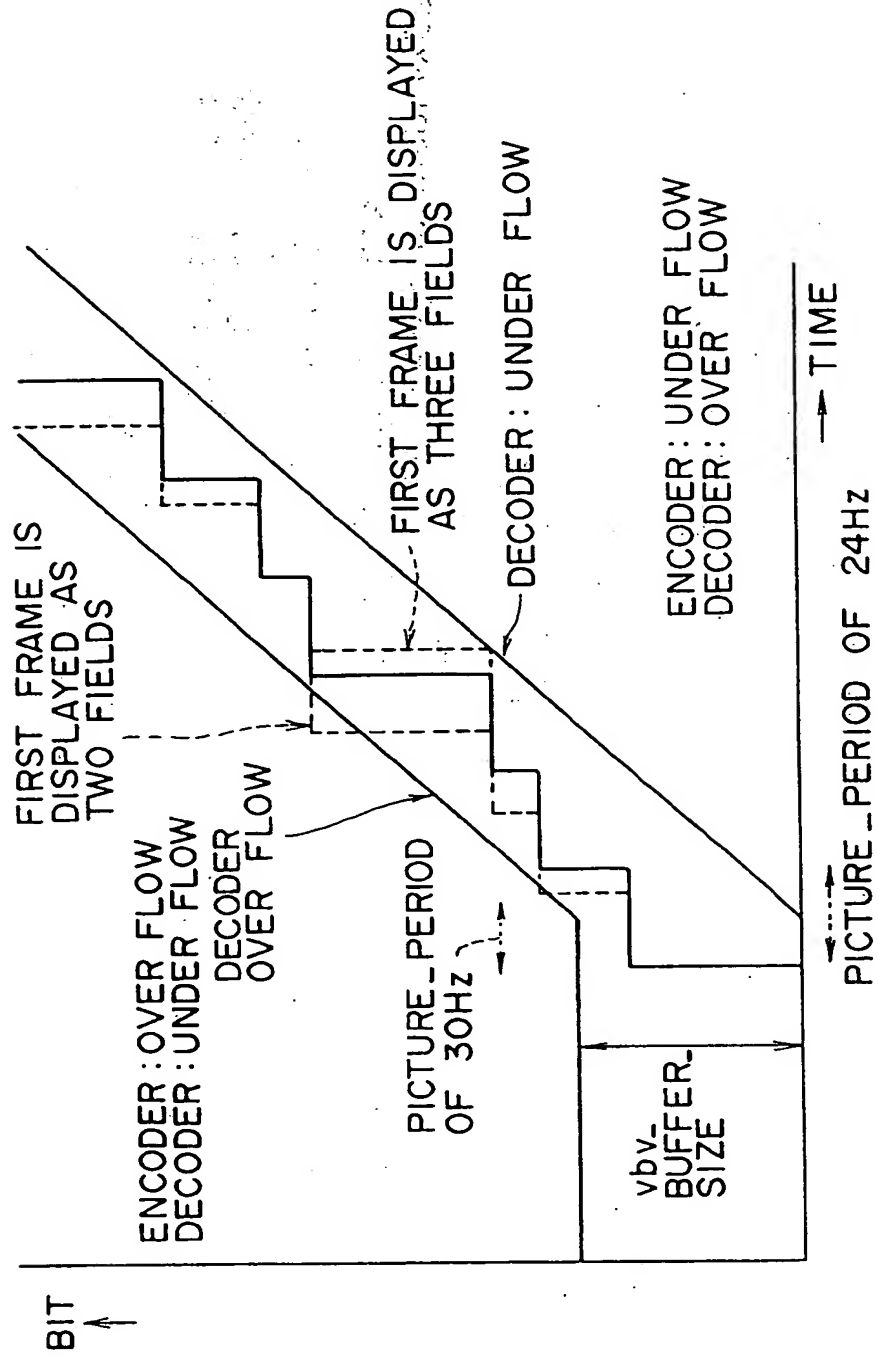 BIT
FIRST FRAME IS
DISPLAYED AS
TWO FIELDS
ENCODER:OVER FLOW
DECODER:UNDER FLOW
DECODER
OVER FLOW
PICTURE_PERIOD
OF 30Hz
vbv_
BUFFER_
SIZE
FIRST FRAME IS DISPLAYED
AS THREE FIELDS
DECODER: UNDER FLOW
ENCODER:UNDER FLOW
DECODER:OVER FLOW
TIME
PICTURE_PERIOD OF 24Hz